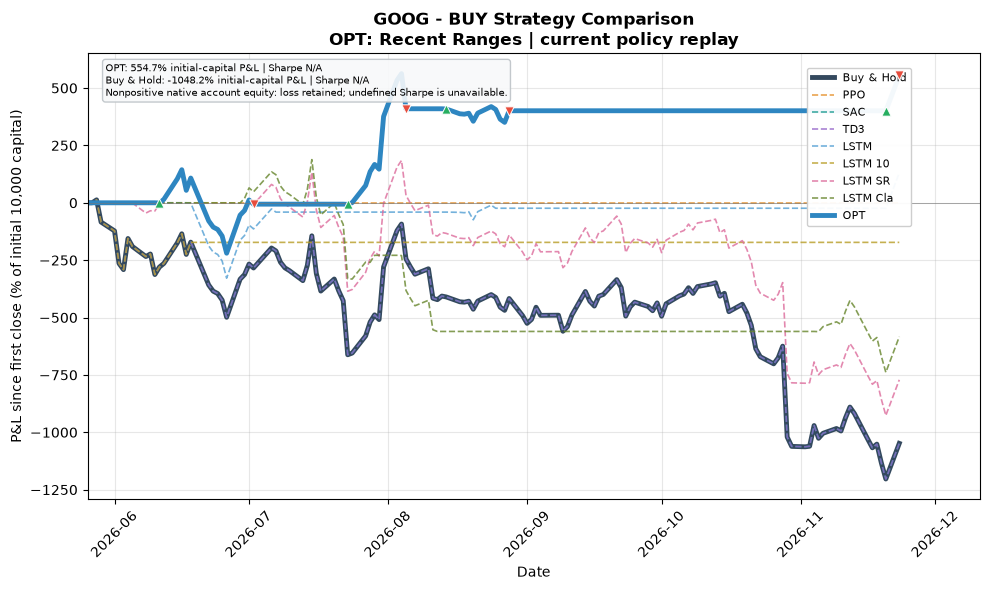 GOOG - BUY Strategy Comparison
OPT: Recent Ranges | current policy replay
OPT: 554.7% initial-capital P&L | Sharpe N/A
Buy & Hold: -1048.2% initial-capital P&L | Sharpe N/A
Nonpositive native account equity: loss retained; undefined Sharpe is unavailable.
Buy & Hold
PPO
SAC
TD3
LSTM
LSTM 10
LSTM SR
LSTM Cla
OPT
P&L since first close (% of initial 10,000 capital)
500
250
0
−250
−500
−750
−1000
−1250
2026-06
2026-07
2026-08
2026-09
2026-10
2026-11
2026-12
Date